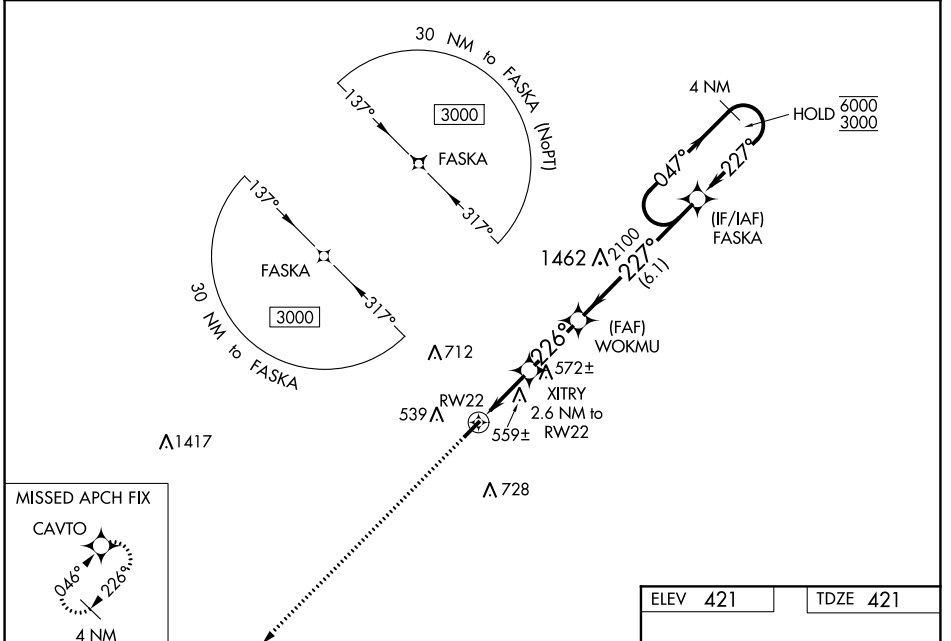 30 NM to FASKA (NoPT)
137°
3000
FASKA
317°
137°
FASKA
317°
3000
30 NM to FASKA
4 NM
HOLD 6000
3000
047°
227°
(IF/IAF)
FASKA
1462
2100
227°
(6.1)
(FAF)
WOKMU
226°
712
572±
XITRY
2.6 NM to
RW22
RW22
539
559±
1417
728
MISSED APCH FIX
CAVTO
046°
226°
4 NM
ELEV 421
TDZE 421